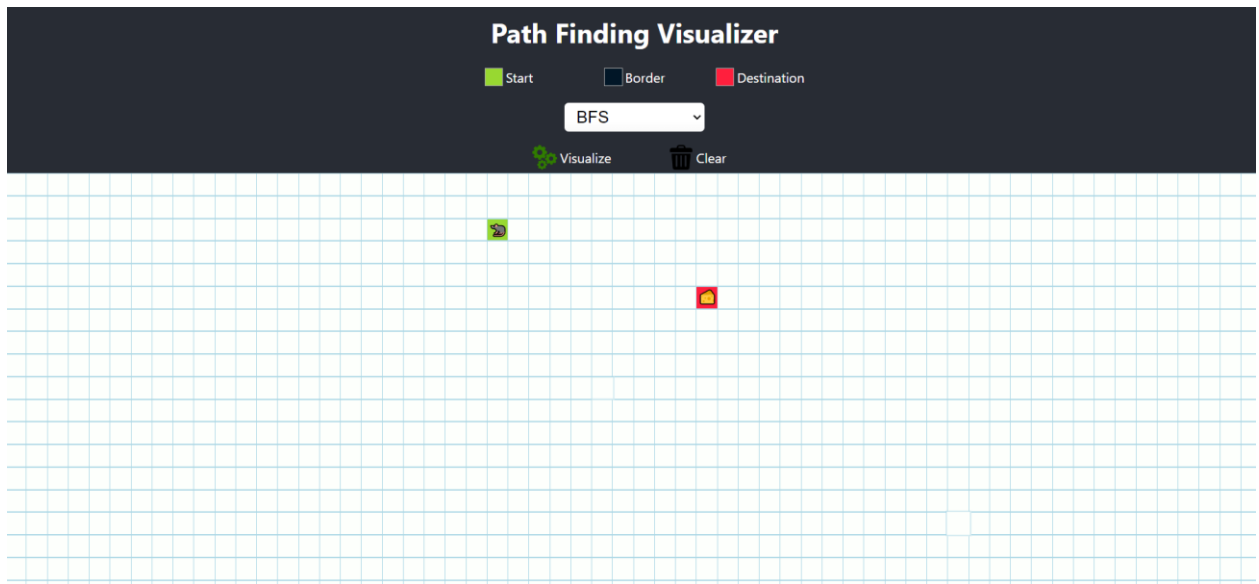 Path Finding Visualizer
Start Border Destination
BFS
Visualize Clear